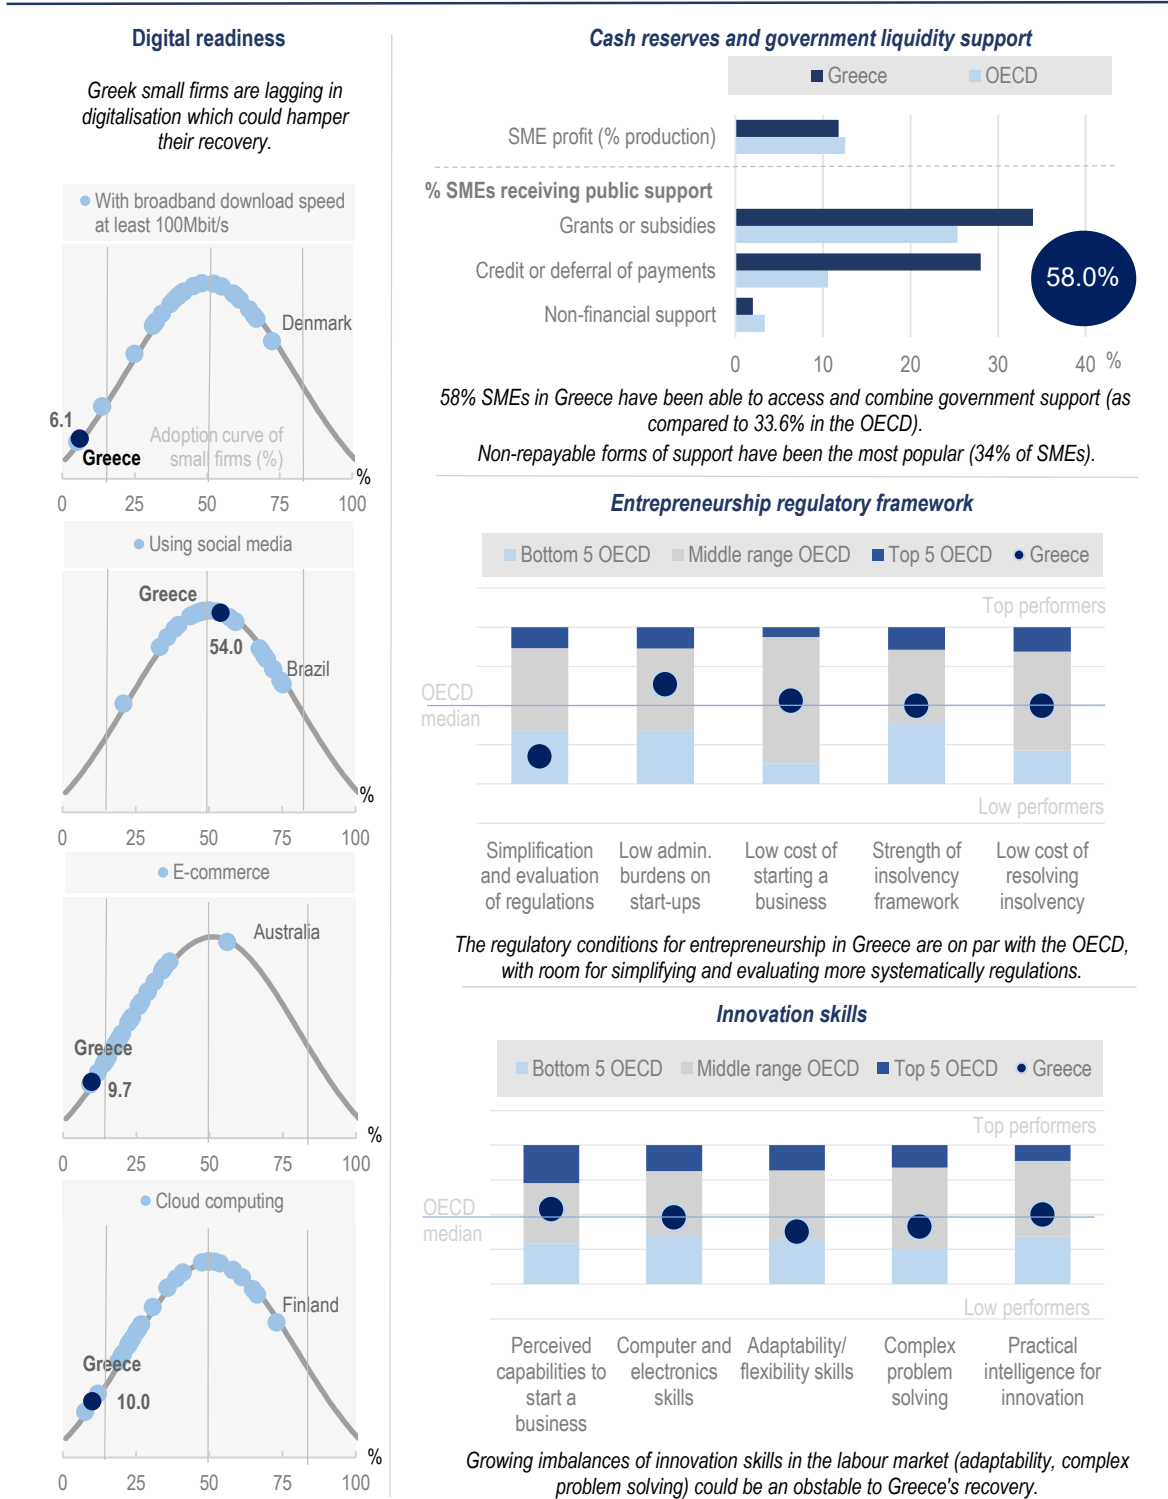 Digital readiness
Greek small firms are lagging in
digitalisation which could hamper
their recovery.
With broadband download speed
at least 100Mbit/s
Denmark
6.1
Greece
Adoption curve of
small firms (%)
%
0 25 50 75 100
Using social media
Greece
54.0
Brazil
%
0 25 50 75 100
E-commerce
Australia
Greece
9.7
%
0 25 50 75 100
Cloud computing
Finland
Greece
10.0
%
0 25 50 75 100
Cash reserves and government liquidity support
Greece OECD
SME profit (% production)
% SMEs receiving public support
Grants or subsidies
Credit or deferral of payments
58.0%
Non-financial support
0 10 20 30 40 %
58% SMEs in Greece have been able to access and combine government support (as
compared to 33.6% in the OECD).
Non-repayable forms of support have been the most popular (34% of SMEs).
Entrepreneurship regulatory framework
Bottom 5 OECD Middle range OECD Top 5 OECD Greece
Top performers
OECD
median
Low performers
Simplification
and evaluation
of regulations
Low admin.
burdens on
start-ups
Low cost of
starting a
business
Strength of
insolvency
framework
Low cost of
resolving
insolvency
The regulatory conditions for entrepreneurship in Greece are on par with the OECD,
with room for simplifying and evaluating more systematically regulations.
Innovation skills
Bottom 5 OECD Middle range OECD Top 5 OECD Greece
Top performers
OECD
median
Low performers
Perceived
capabilities to
start a
business
Computer and
electronics
skills
Adaptability/
flexibility skills
Complex
problem
solving
Practical
intelligence for
innovation
Growing imbalances of innovation skills in the labour market (adaptability, complex
problem solving) could be an obstable to Greece's recovery.